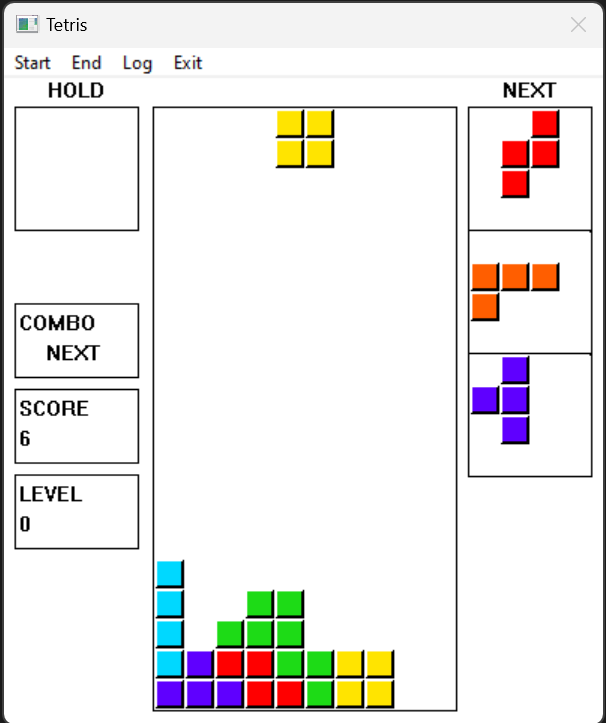 Tetris
Start End Log Exit
HOLD
NEXT
COMBO
NEXT
SCORE
6
LEVEL
0